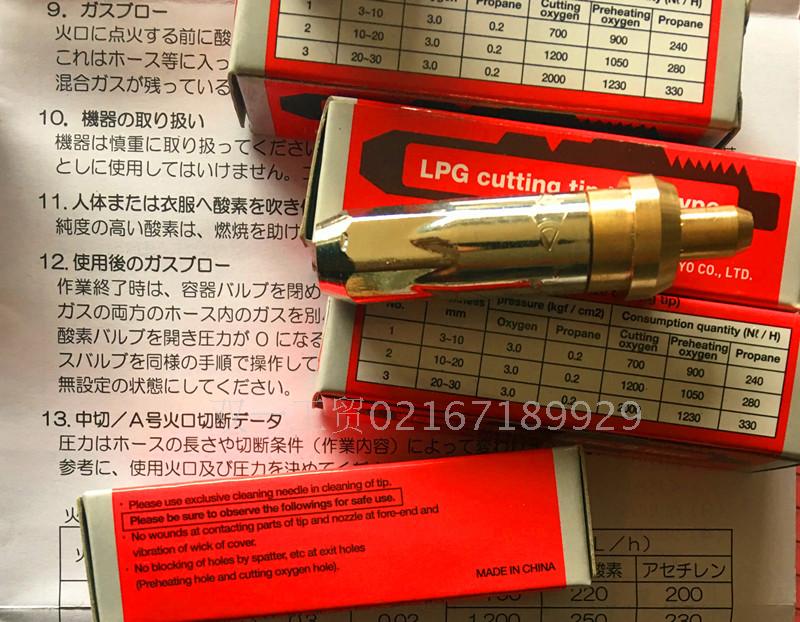 9. ガスブロー
火口に点火する前に酸
これはホース等に入っ
混合ガスが残っている
10. 機器の取り扱い
機器は慎重に取り扱ってください
としに使用してはいけません。
11. 人体または衣服へ酸素を吹き
純度の高い酸素は、燃焼を助け
12. 使用後のガスブロー
作業終了時は、容器バルブを閉め
ガスの両方のホース内のガスを別
酸素バルブを開き圧力が 0 になる
スバルブを同様の手順で操作して
無設定の状態にしてください。
13. 中切/A号火口切断データ
圧力はホースの長さや切断条件(作業内容)によって変わ
参考に、使用火口及び圧力を決めてくだ
Oxygen Propane Cutting oxygen Preheating oxygen Propane
1 3~10 3.0 0.2 700 900 240
2 10~20 3.0 0.2 1200 1050 280
3 20~30 3.0 0.2 2000 1230 330
LPG cutting tip
YO CO., LTD.
tip)
No. mm pressure (kgf / cm2) Consumption quantity (Nℓ / H)
Oxygen Propane Cutting oxygen Preheating oxygen Propane
1 3~10 3.0 0.2 700 900 240
2 10~20 3.0 0.2 1200 1050 280
3 20~30 3.0 0.2 2000 1230 330
贸02167189929
· Please use exclusive cleaning needle in cleaning of tip.
Please be sure to observe the followings for safe use.
· No wounds at contacting parts of tip and nozzle at fore-end and
vibration of wick of cover.
· No blocking of holes by spatter, etc at exit holes
(Preheating hole and cutting oxygen hole).
MADE IN CHINA
L/h)
酸素 アセチレン
220 200
0.02 1200 250 230